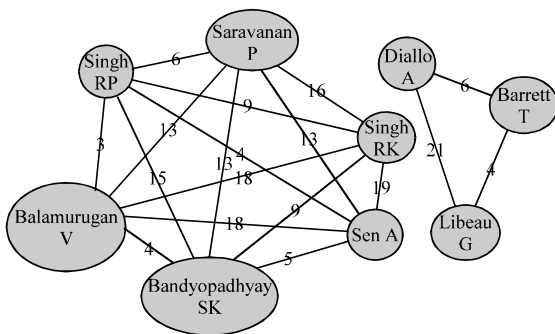 Saravanan
P
Singh
RP
6
Diallo
A
6
Barrett
T
16
9
Singh
RK
3
13
13
4
13
21
4
15
18
19
Balamurugan
V
18
9
Sen A
Libeau
G
4
5
Bandyopadhyay
SK